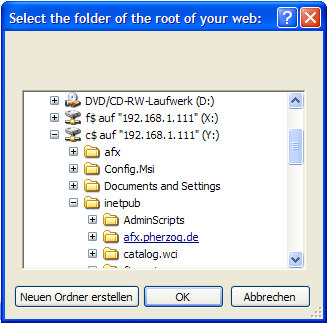 Select the folder of the root of your web:
DVD/CD-RW-Laufwerk (D:)
f$ auf "192.168.1.111" (X:)
c$ auf "192.168.1.111" (Y:)
afx
Config.Msi
Documents and Settings
inetpub
AdminScripts
afx.pherzog.de
catalog.wci
Neuen Ordner erstellen OK Abbrechen